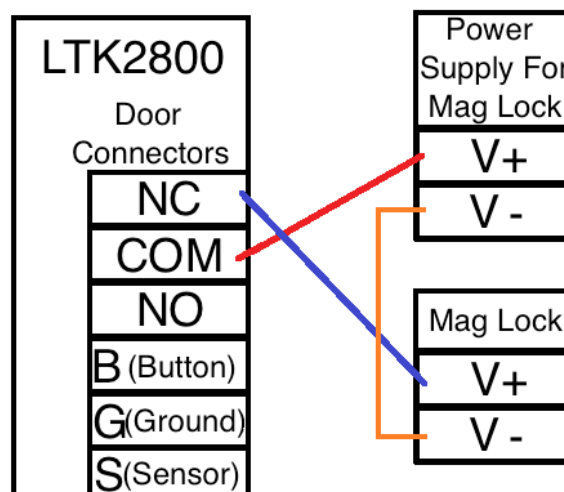 LTK2800
Door
Connectors
NC
COM
NO
B (Button)
G(Ground)
S(Sensor)
Power
Supply For
Mag Lock
V+
V -
Mag Lock
V+
V -